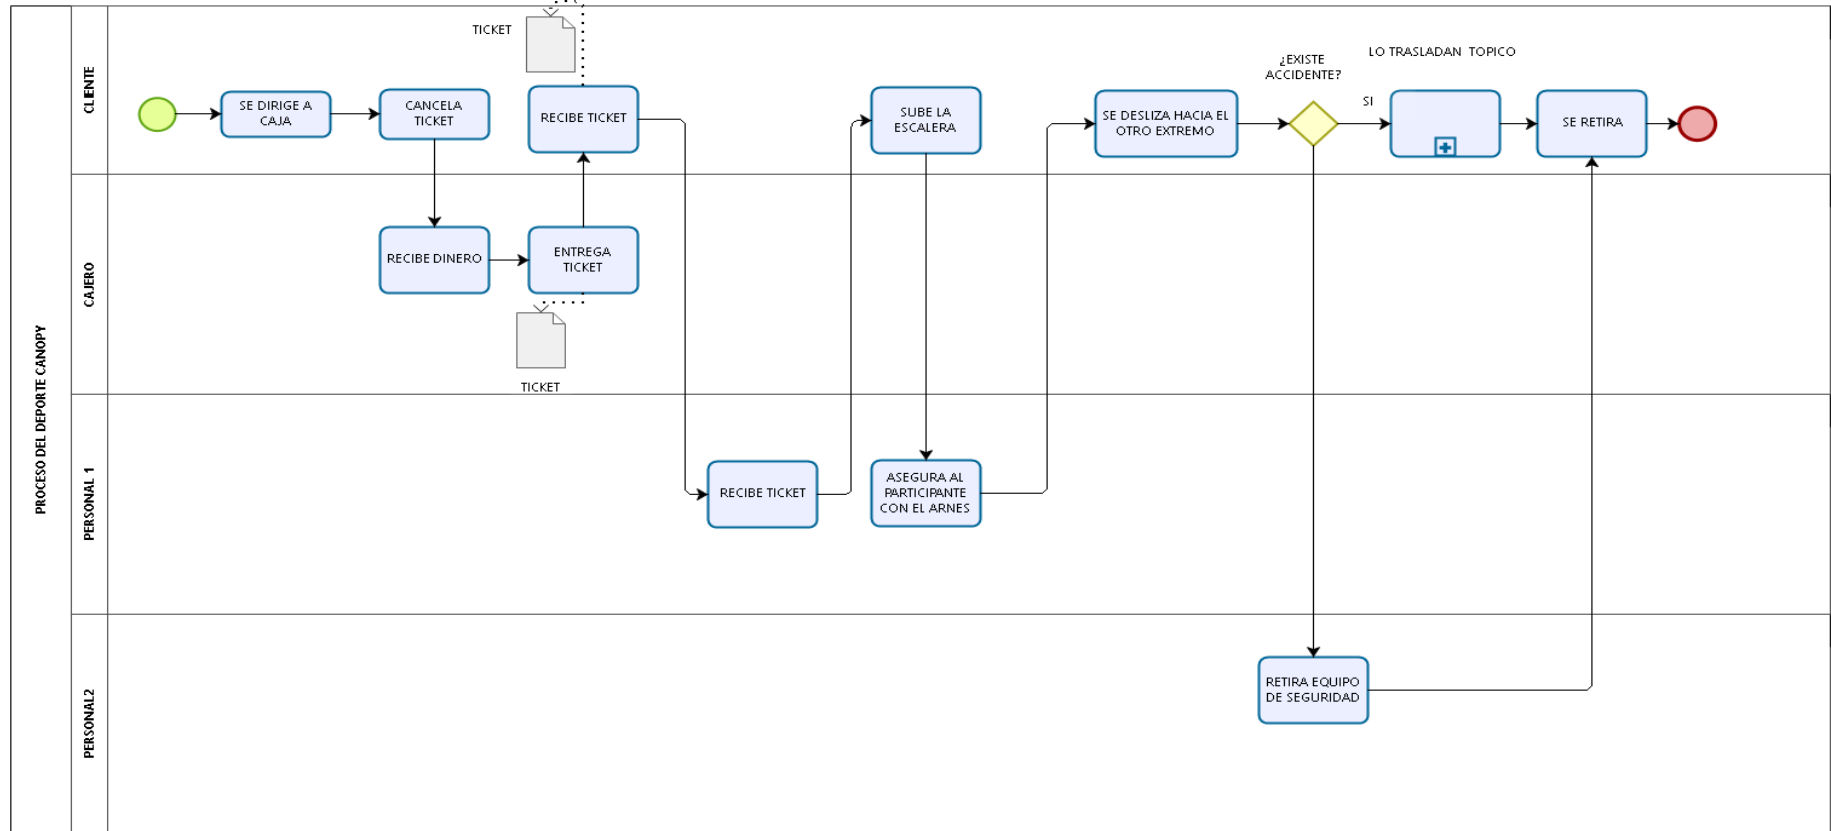 PROCESO DEL DEPORTE CANOPY
CLIENTE
TICKET
SE DIRIGE A
CAJA
CANCELA
TICKET
RECIBE TICKET
SUBE LA
ESCALERA
SE DESLIZA HACIA EL
OTRO EXTREMO
¿EXISTE
ACCIDENTE?
SI
LO TRASLADAN TOPICO
SE RETIRA
CAJERO
RECIBE DINERO
ENTREGA
TICKET
TICKET
PERSONAL 1
RECIBE TICKET
ASEGURA AL
PARTICIPANTE
CON EL ARNES
PERSONAL2
RETIRA EQUIPO
DE SEGURIDAD